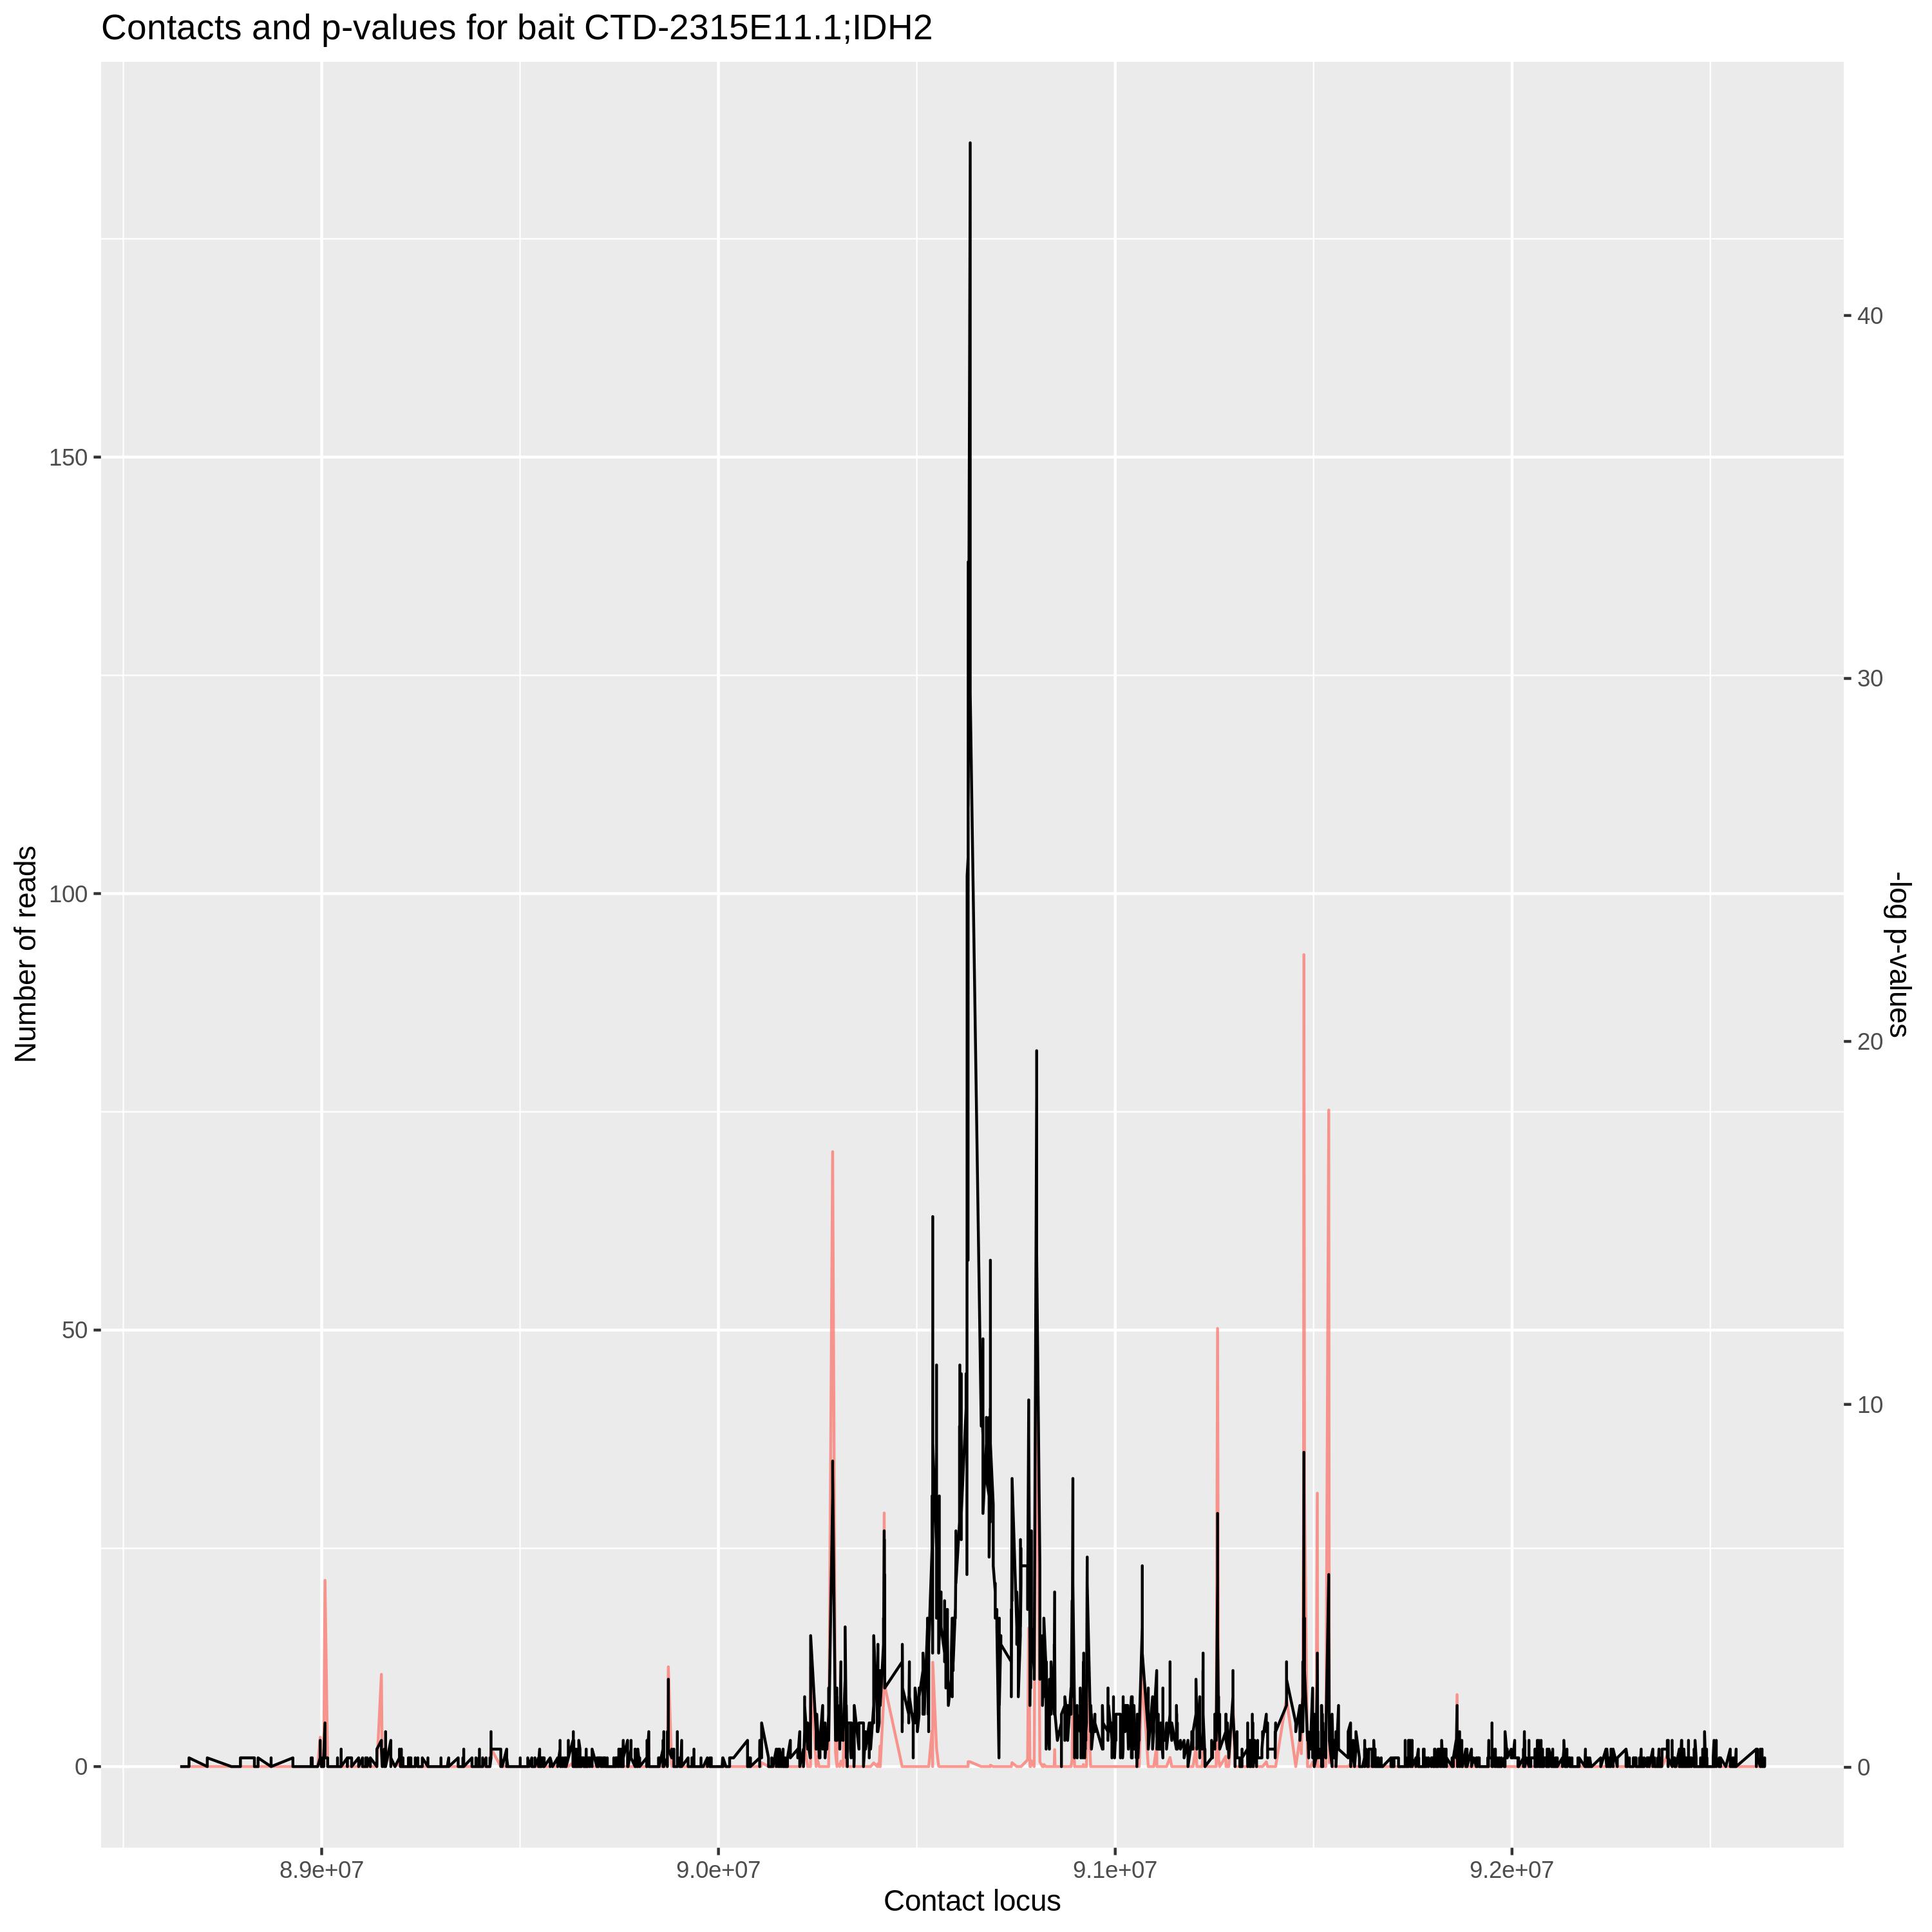 Contacts and p-values for bait CTD-2315E11.1;IDH2
Number of reads
150
100
50
0
40
30
20
10
0
-log p-values
8.9e+07 9.0e+07 9.1e+07 9.2e+07
Contact locus